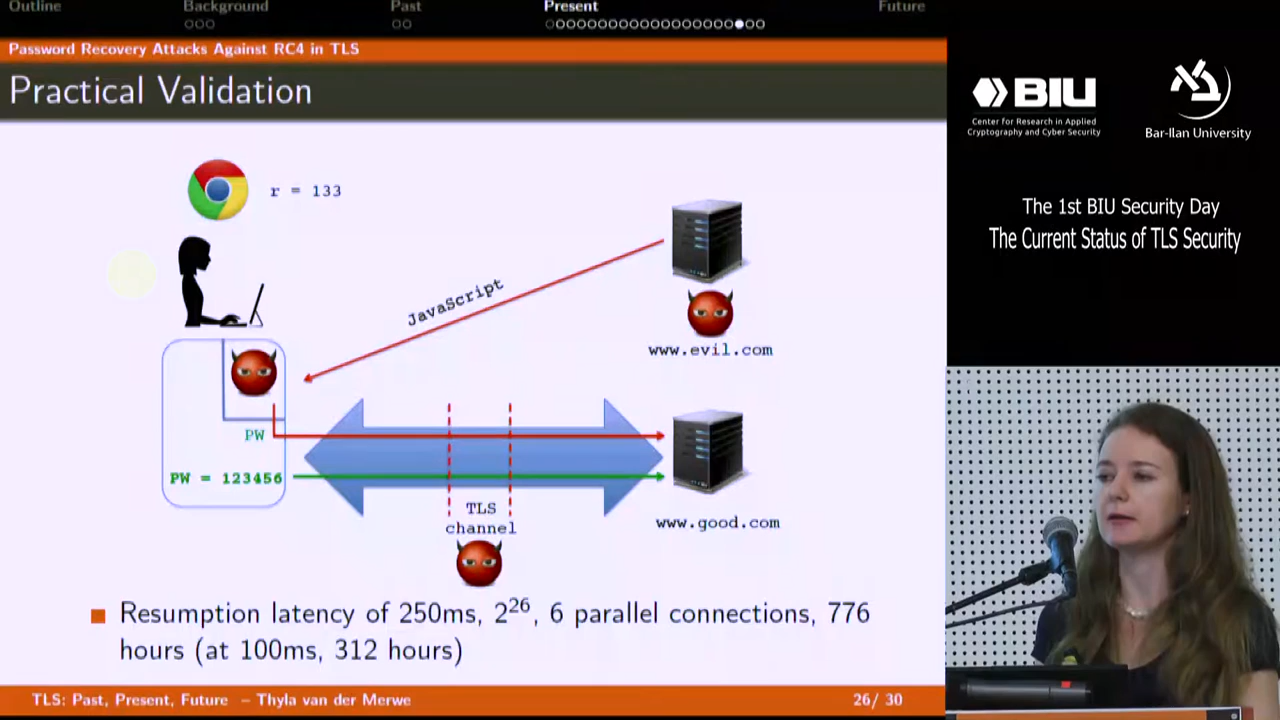 Outline
Background
Past
Present
Future
Password Recovery Attacks Against RC4 in TLS
Practical Validation
r = 133
JavaScript
www.evil.com
PW
PW = 123456
TLS
channel
www.good.com
Resumption latency of 250ms, 2^26, 6 parallel connections, 776
hours (at 100ms, 312 hours)
TLS: Past, Present, Future – Thyla van der Merwe
26/ 30
BIU
Center for Research in Applied
Cryptography and Cyber Security
Bar-Ilan University
The 1st BIU Security Day
The Current Status of TLS Security